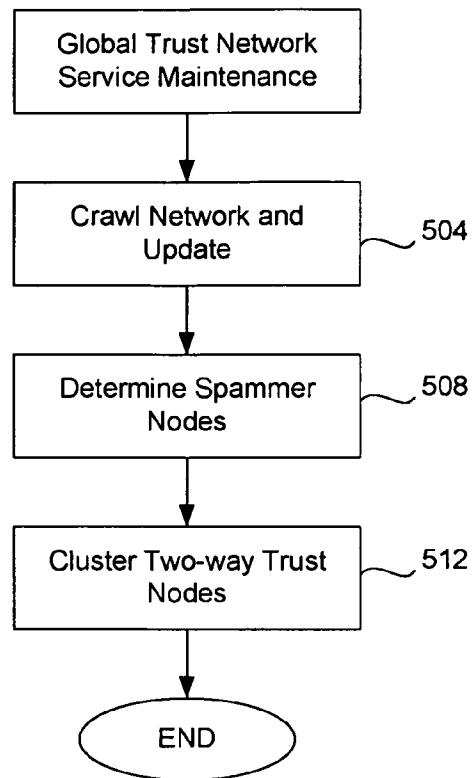 Global Trust Network
Service Maintenance
Crawl Network and
Update
504
Determine Spammer
Nodes
508
Cluster Two-way Trust
Nodes
512
END